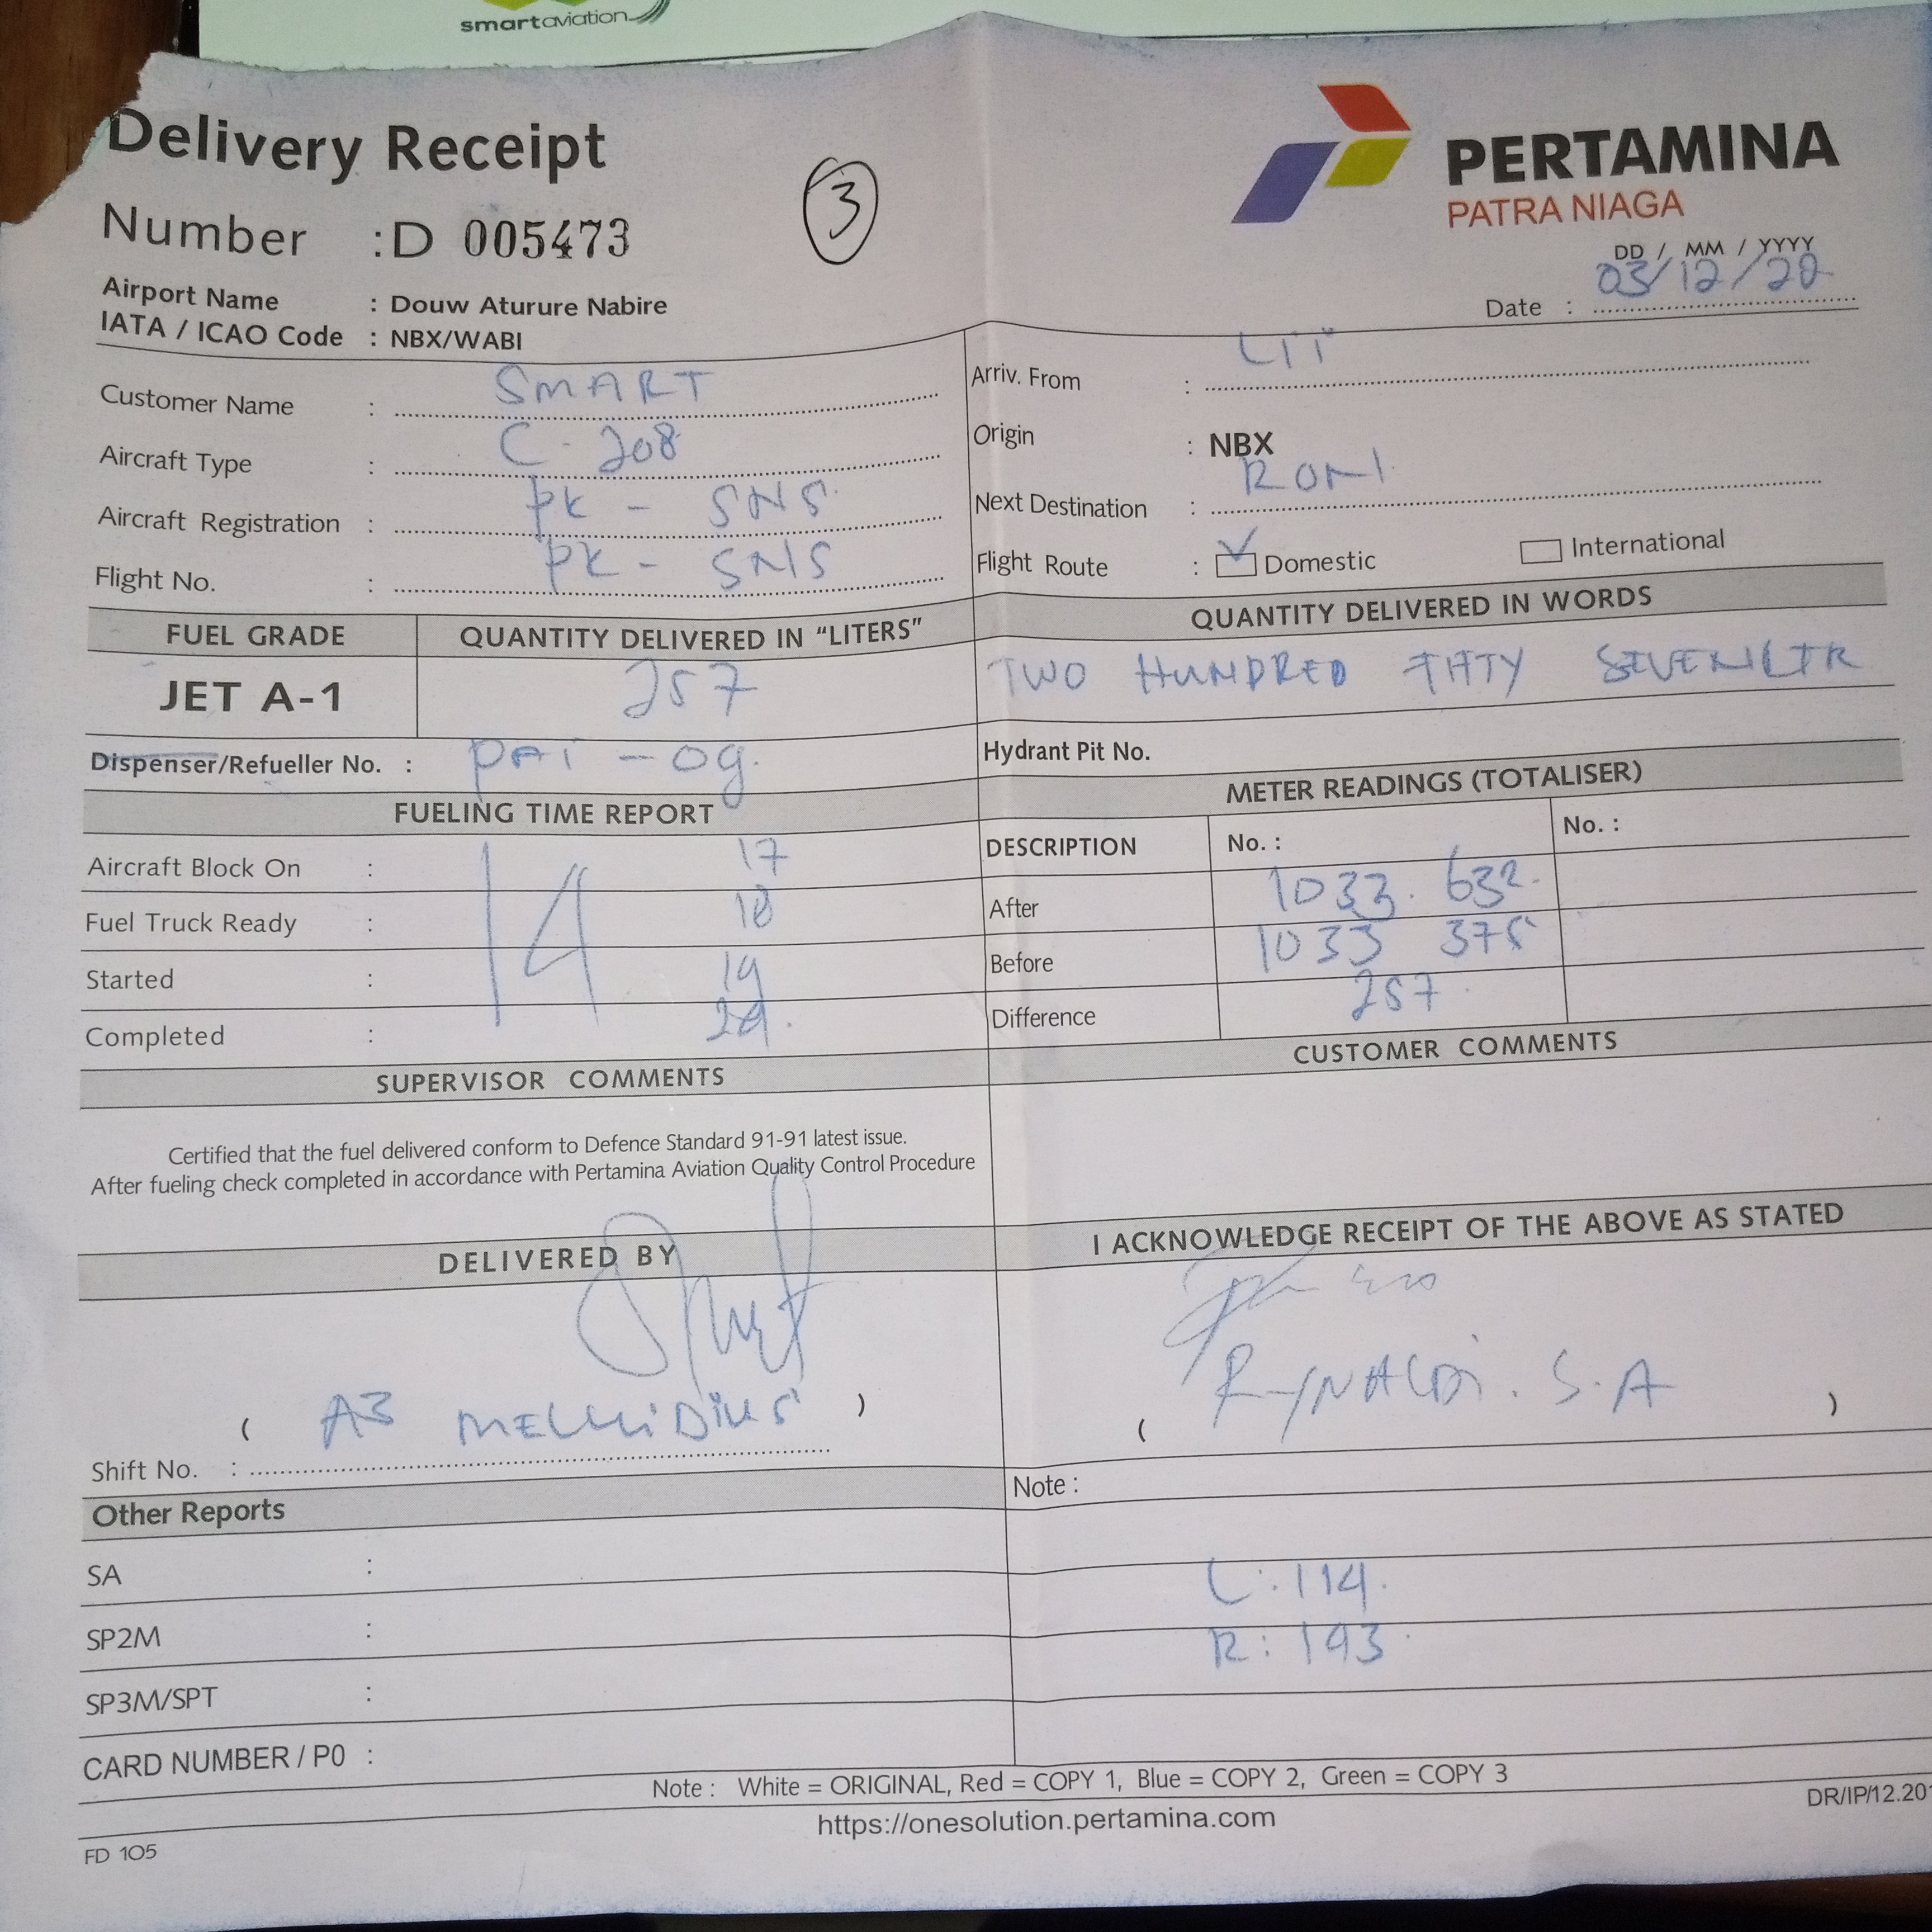 smartaviation
Delivery Receipt
3
PERTAMINA
PATRA NIAGA
Number : D 005473
DD / MM / YYYY
Date : 03/12/20
Airport Name : Douw Aturure Nabire
IATA / ICAO Code : NBX/WABI
Customer Name : SMART
Aircraft Type : C-208
Aircraft Registration : PK - SNS
Flight No. : PK - SNS
Arriv. From :
Origin : NBX
Next Destination :
Flight Route : Domestic International
FUEL GRADE QUANTITY DELIVERED IN “LITERS” QUANTITY DELIVERED IN WORDS
JET A-1 257 TWO HUNDRED FIFTY SEVEN LTR
Dispenser/Refueller No. : Hydrant Pit No.
FUELING TIME REPORT
Aircraft Block On : 14 17
Fuel Truck Ready : 18
Started : 19
Completed :
METER READINGS (TOTALISER)
DESCRIPTION No. : No. :
After 1033.632
Before 1033 375
Difference 257
SUPERVISOR COMMENTS CUSTOMER COMMENTS
Certified that the fuel delivered conform to Defence Standard 91-91 latest issue.
After fueling check completed in accordance with Pertamina Aviation Quality Control Procedure
DELIVERED BY I ACKNOWLEDGE RECEIPT OF THE ABOVE AS STATED
( )
( RYNALDI. S.A )
Shift No. :
Note :
Other Reports
SA :
SP2M :
SP3M/SPT :
CARD NUMBER / P0 :
L : 114
R : 193
Note : White = ORIGINAL, Red = COPY 1, Blue = COPY 2, Green = COPY 3
https://onesolution.pertamina.com
FD 105